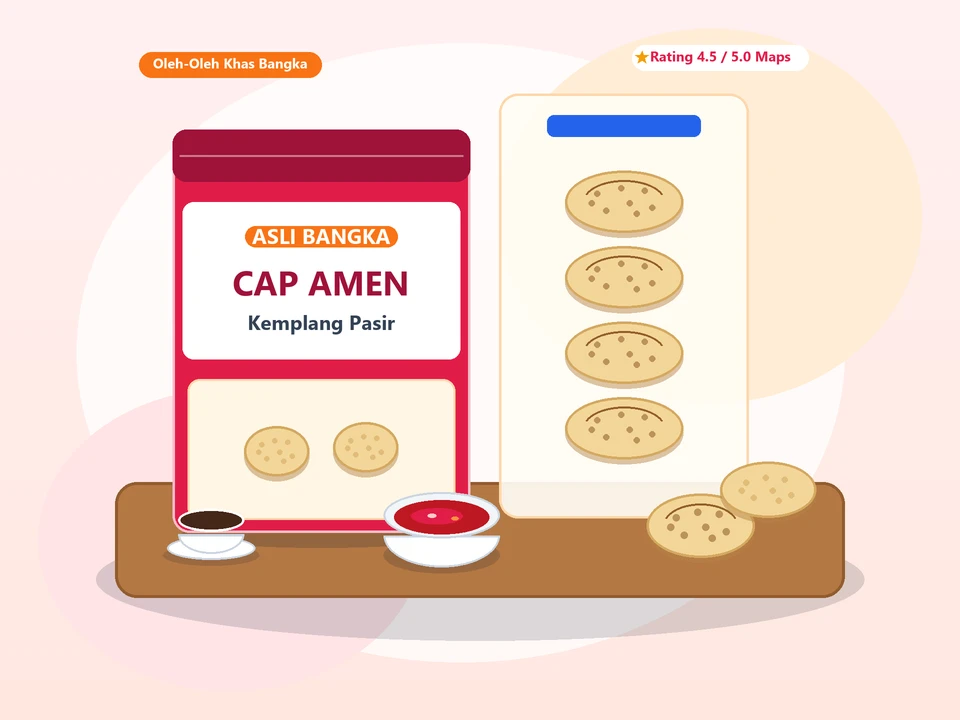 Oleh-Oleh Khas Bangka
Rating 4.5 / 5.0 Maps
ASLI BANGKA
CAP AMEN
Kemplang Pasir